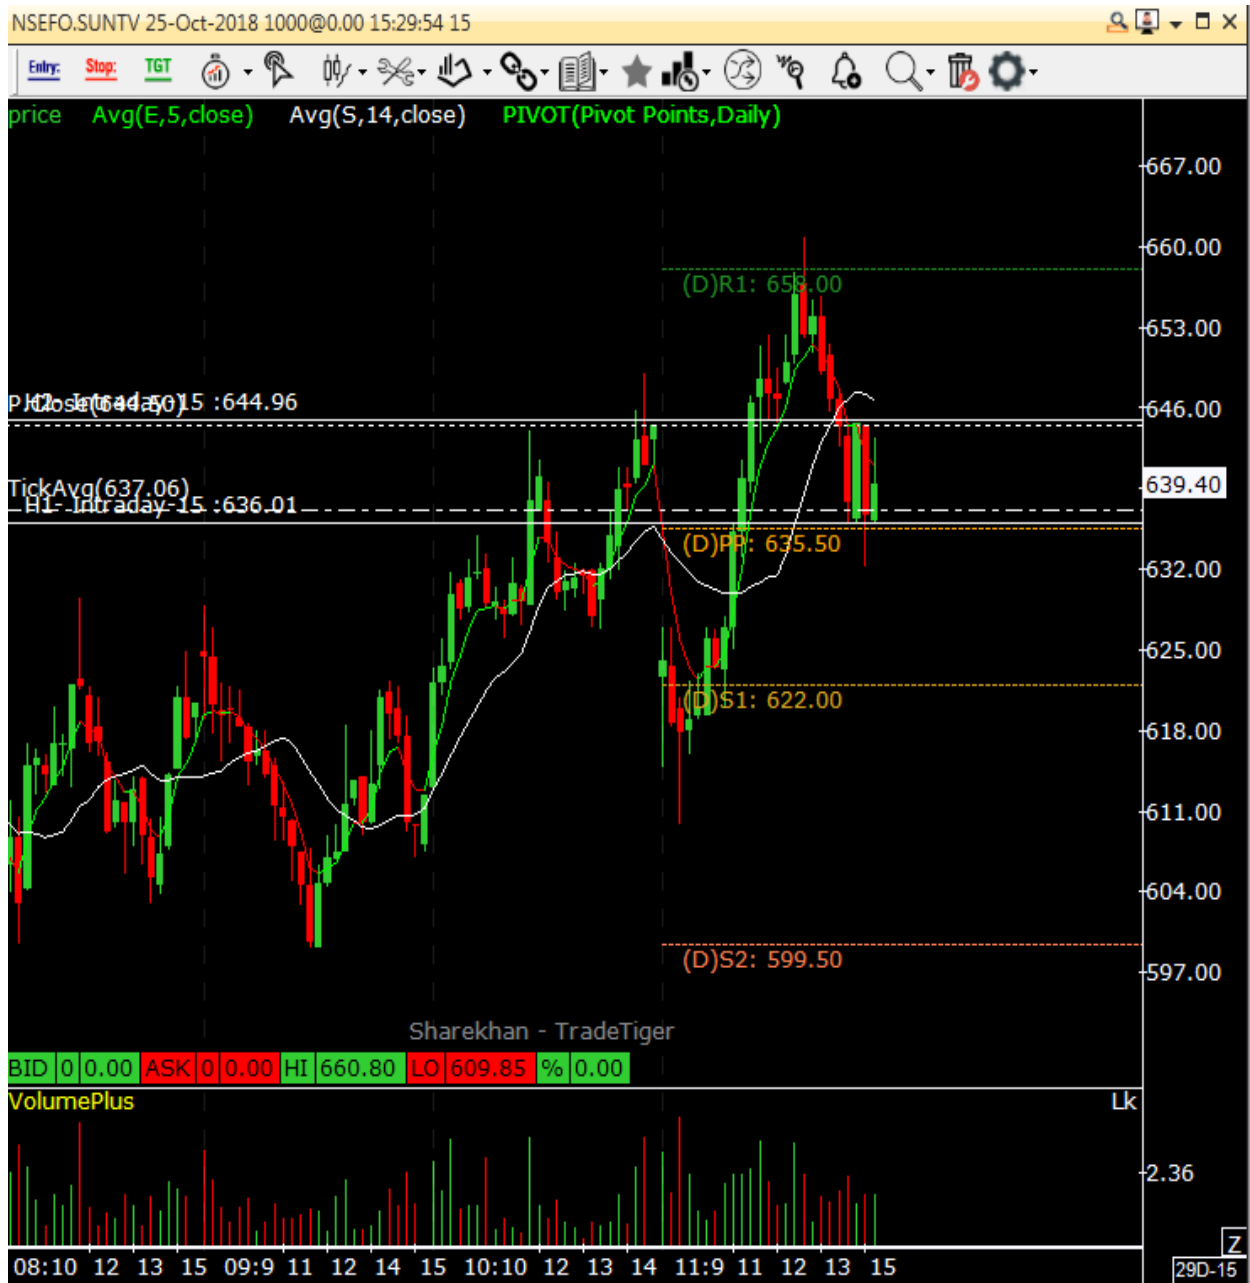 NSEFO.SUNTV 25-Oct-2018 1000@0.00 15:29:54 15
Entry: Stop: TGT
price Avg(E,5,close) Avg(S,14,close) PIVOT(Pivot Points,Daily)
667.00
660.00
(D)R1: 658.00
653.00
P.Close(644.50)
H2- Intraday-15 :644.96
646.00
TickAvg(637.06)
639.40
H1- Intraday-15 :636.01
(D)PP: 635.50
632.00
625.00
(D)S1: 622.00
618.00
611.00
604.00
(D)S2: 599.50
597.00
Sharekhan - TradeTiger
BID 0 0.00 ASK 0 0.00 HI 660.80 LO 609.85 % 0.00
VolumePlus Lk
2.36
Z
08:10 12 13 15 09:9 11 12 14 15 10:10 12 13 14 11:9 11 12 13 15 29D-15